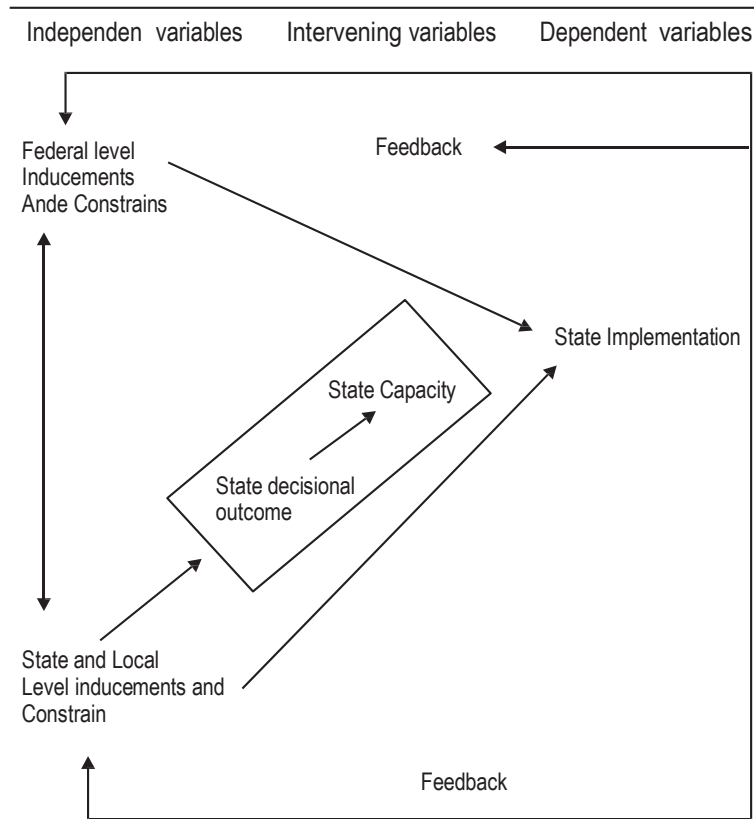 Independen variables Intervening variables Dependent variables
Federal level
Inducements
Ande Constrains
Feedback
State Implementation
State Capacity
State decisional
outcome
State and Local
Level inducements and
Constrain
Feedback